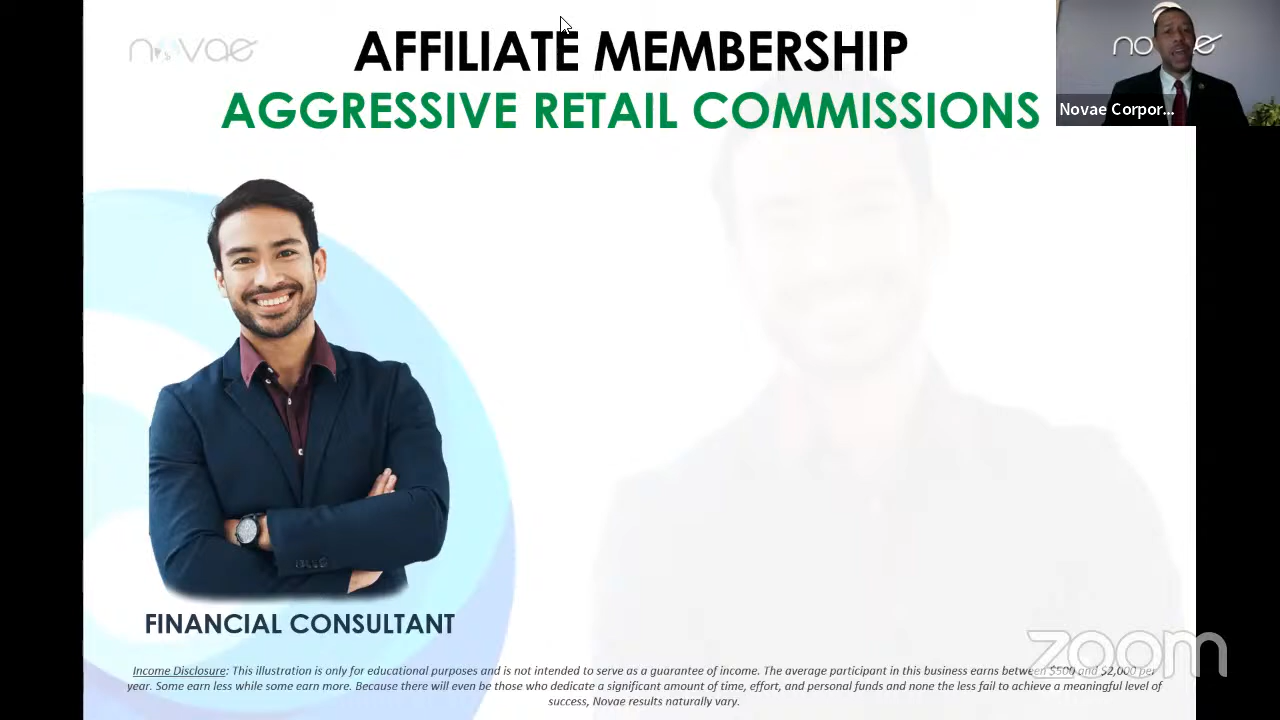 novae
AFFILIATE MEMBERSHIP
AGGRESSIVE RETAIL COMMISSIONS
novae
Novae Corpor...
FINANCIAL CONSULTANT
Income Disclosure: This illustration is only for educational purposes and is not intended to serve as a guarantee of income. The average participant in this business earns between $500 and $2,000 per
year. Some earn less while some earn more. Because there will even be those who dedicate a significant amount of time, effort, and personal funds and none the less fail to achieve a meaningful level of
success, Novae results naturally vary.
zoom